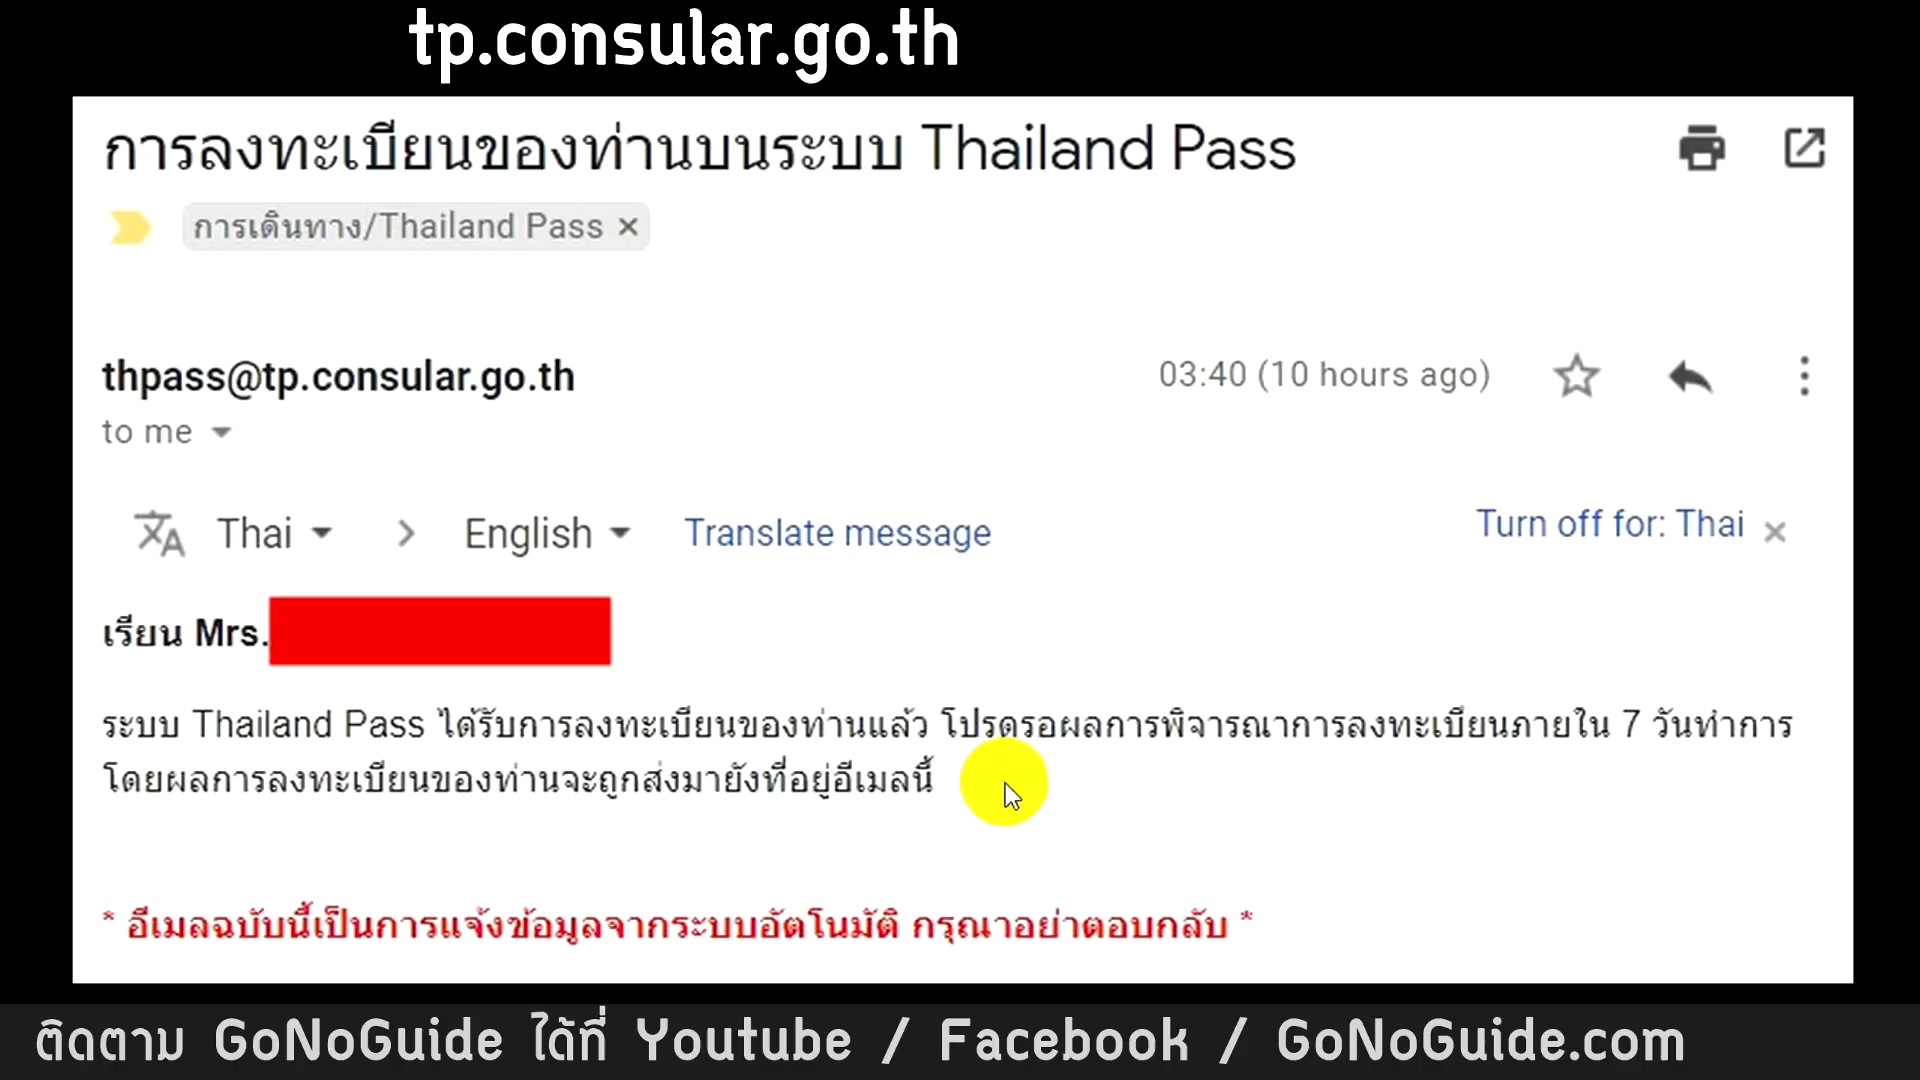 tp.consular.go.th
การลงทะเบียนของท่านบนระบบ Thailand Pass
การเดินทาง/Thailand Pass ×
thpass@tp.consular.go.th
03:40 (10 hours ago)
to me
Thai > English Translate message
Turn off for: Thai ×
เรียน Mrs.
ระบบ Thailand Pass ได้รับการลงทะเบียนของท่านแล้ว โปรดรอผลการพิจารณาการลงทะเบียนภายใน 7 วันทำการ
โดยผลการลงทะเบียนของท่านจะถูกส่งมายังที่อยู่อีเมลนี้
* อีเมลฉบับนี้เป็นการแจ้งข้อมูลจากระบบอัตโนมัติ กรุณาอย่าตอบกลับ *
ติดตาม GoNoGuide ได้ที่ Youtube / Facebook / GoNoGuide.com